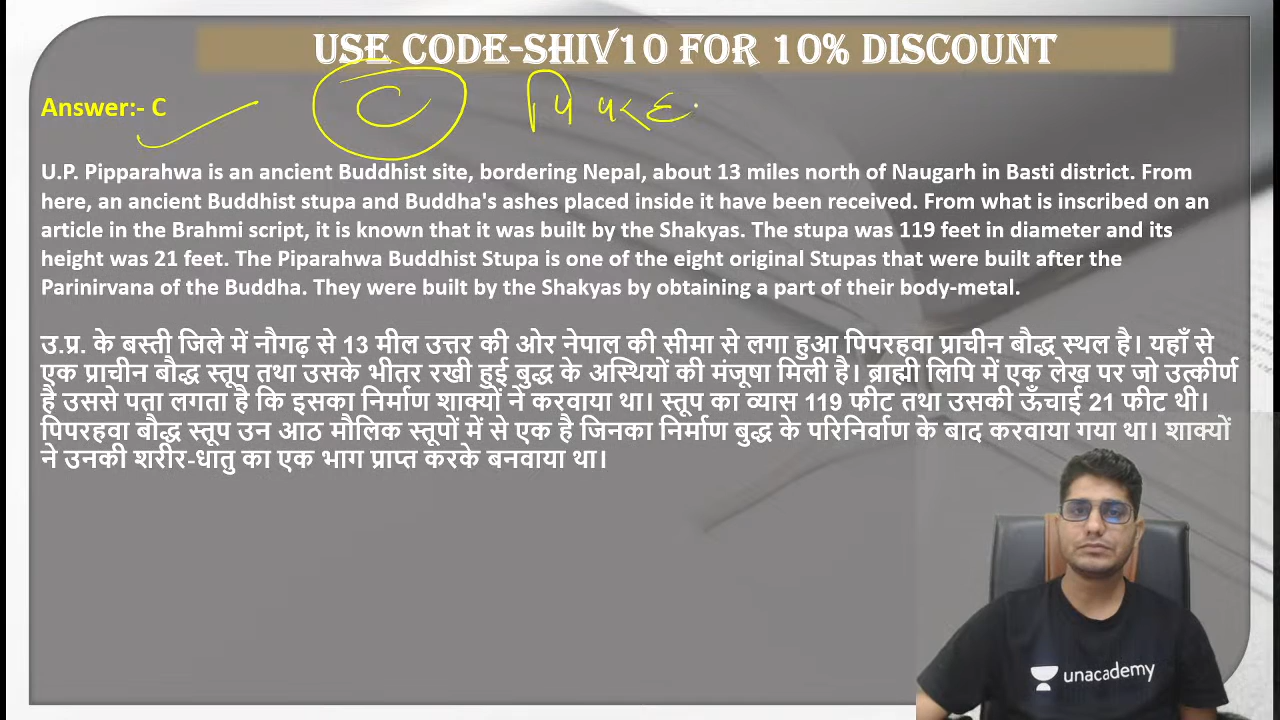 USE CODE-SHIV10 FOR 10% DISCOUNT
Answer:- C
C पिपरह
U.P. Pipparahwa is an ancient Buddhist site, bordering Nepal, about 13 miles north of Naugarh in Basti district. From
here, an ancient Buddhist stupa and Buddha's ashes placed inside it have been received. From what is inscribed on an
article in the Brahmi script, it is known that it was built by the Shakyas. The stupa was 119 feet in diameter and its
height was 21 feet. The Piparahwa Buddhist Stupa is one of the eight original Stupas that were built after the
Parinirvana of the Buddha. They were built by the Shakyas by obtaining a part of their body-metal.
उ.प्र. के बस्ती जिले में नौगढ़ से 13 मील उत्तर की ओर नेपाल की सीमा से लगा हुआ पिपरहवा प्राचीन बौद्ध स्थल है। यहाँ से
एक प्राचीन बौद्ध स्तूप तथा उसके भीतर रखी हुई बुद्ध के अस्थियों की मंजूषा मिली है। ब्राह्मी लिपि में एक लेख पर जो उत्कीर्ण
है उससे पता लगता है कि इसका निर्माण शाक्यों ने करवाया था। स्तूप का व्यास 119 फीट तथा उसकी ऊँचाई 21 फीट थी।
पिपरहवा बौद्ध स्तूप उन आठ मौलिक स्तूपों में से एक है जिनका निर्माण बुद्ध के परिनिर्वाण के बाद करवाया गया था। शाक्यों
ने उनकी शरीर-धातु का एक भाग प्राप्त करके बनवाया था।
unacademy